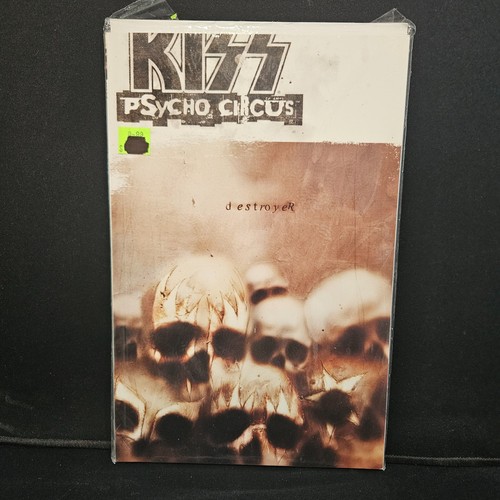 KISS
PSYCHO CIRCUS
destroyeR